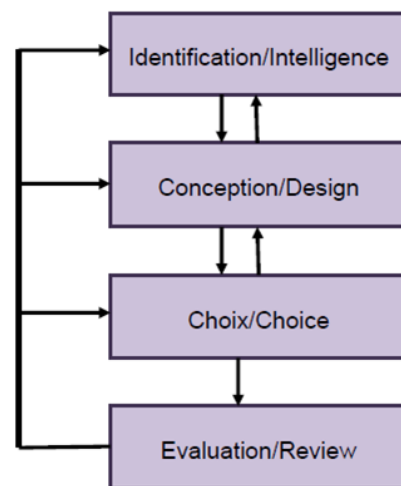 Identification/Intelligence
Conception/Design
Choix/Choice
Evaluation/Review